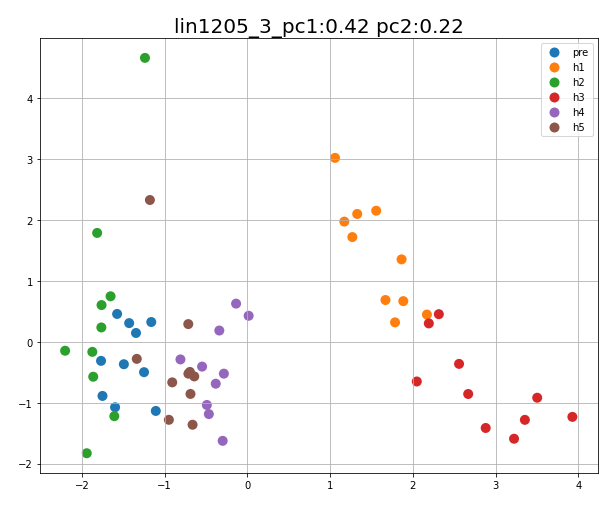 lin1205_3_pc1:0.42 pc2:0.22
pre
h1
h2
h3
h4
h5
4
3
2
1
0
−1
−2
−2 −1 0 1 2 3 4